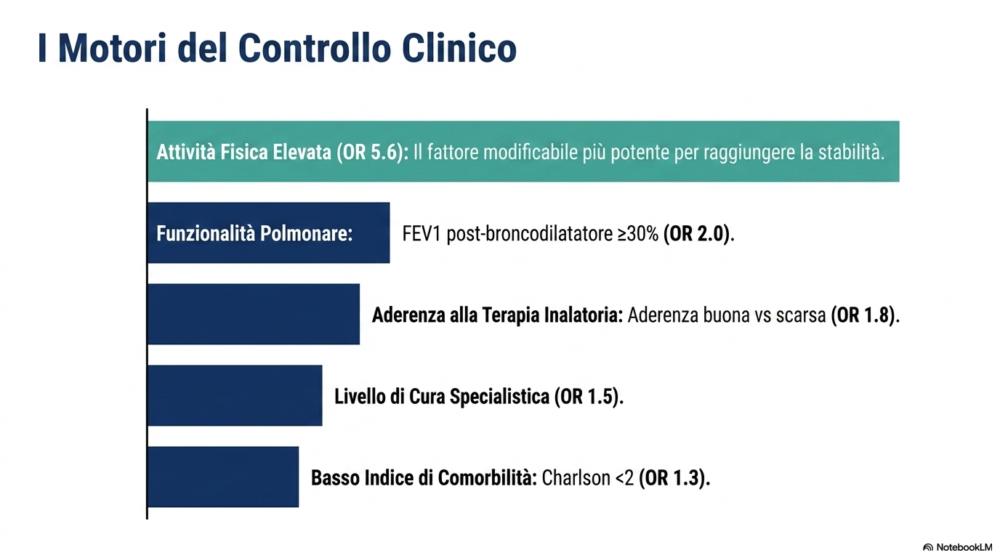 I Motori del Controllo Clinico
Attività Fisica Elevata (OR 5.6): Il fattore modificabile più potente per raggiungere la stabilità.
Funzionalità Polmonare: FEV1 post-broncodilatatore ≥30% (OR 2.0).
Aderenza alla Terapia Inalatoria: Aderenza buona vs scarsa (OR 1.8).
Livello di Cura Specialistica (OR 1.5).
Basso Indice di Comorbilità: Charlson <2 (OR 1.3).
NotebookLM